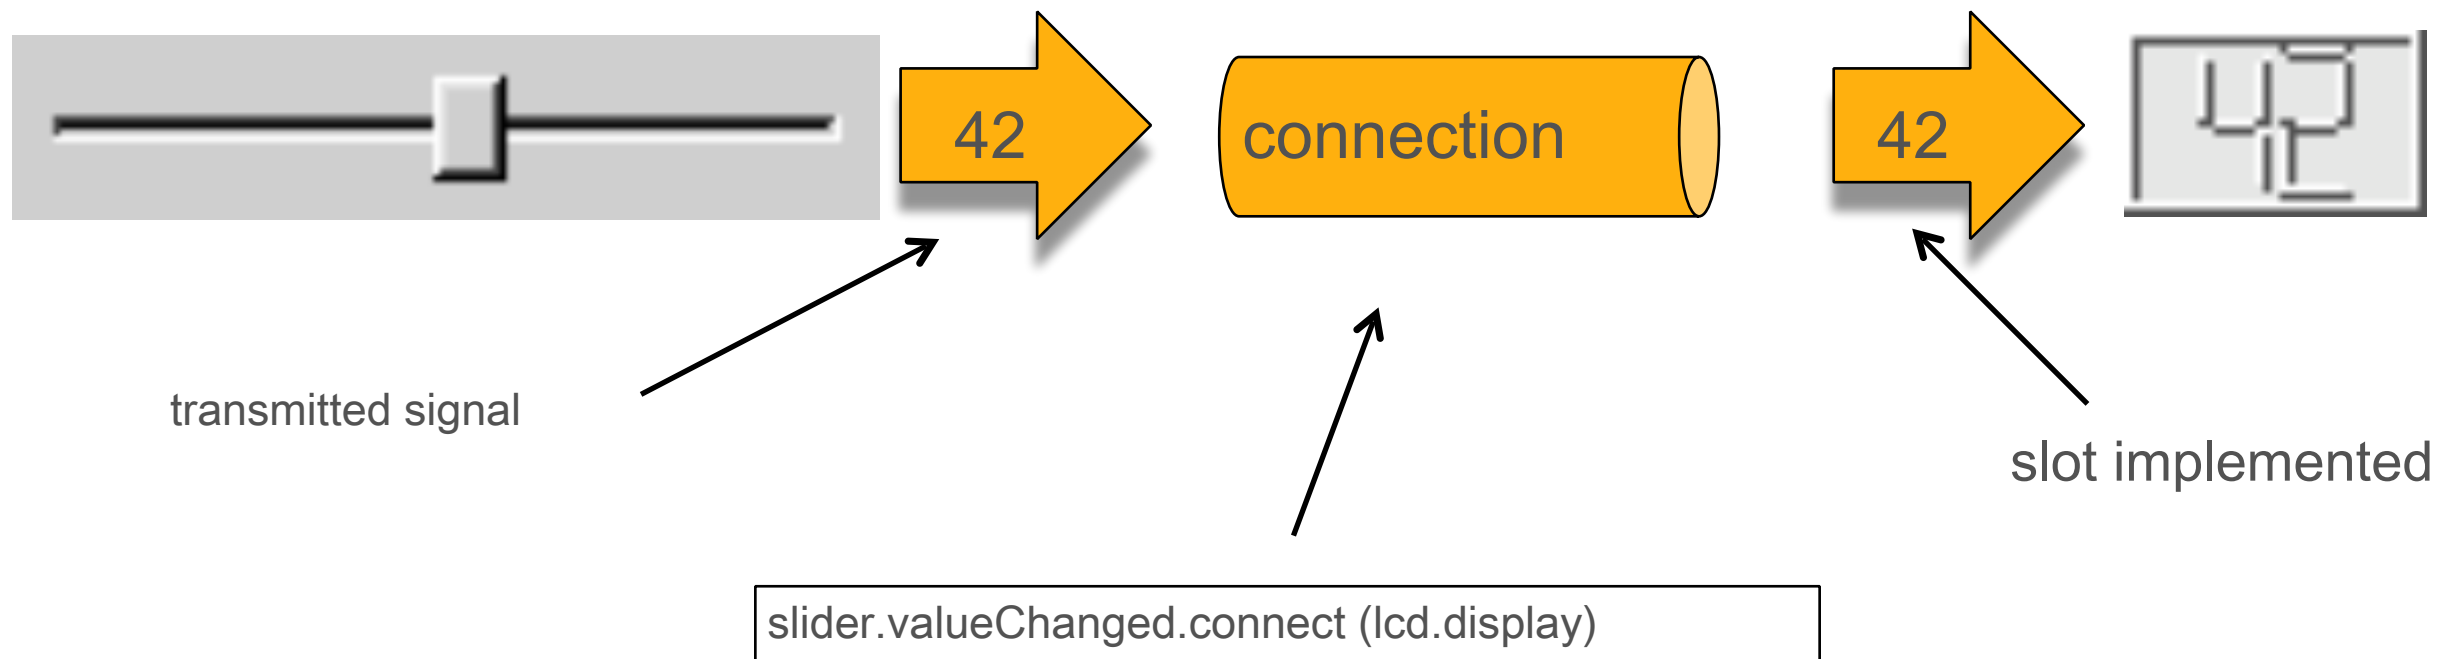 42
connection
42
42
transmitted signal
slot implemented
slider.valueChanged.connect (lcd.display)